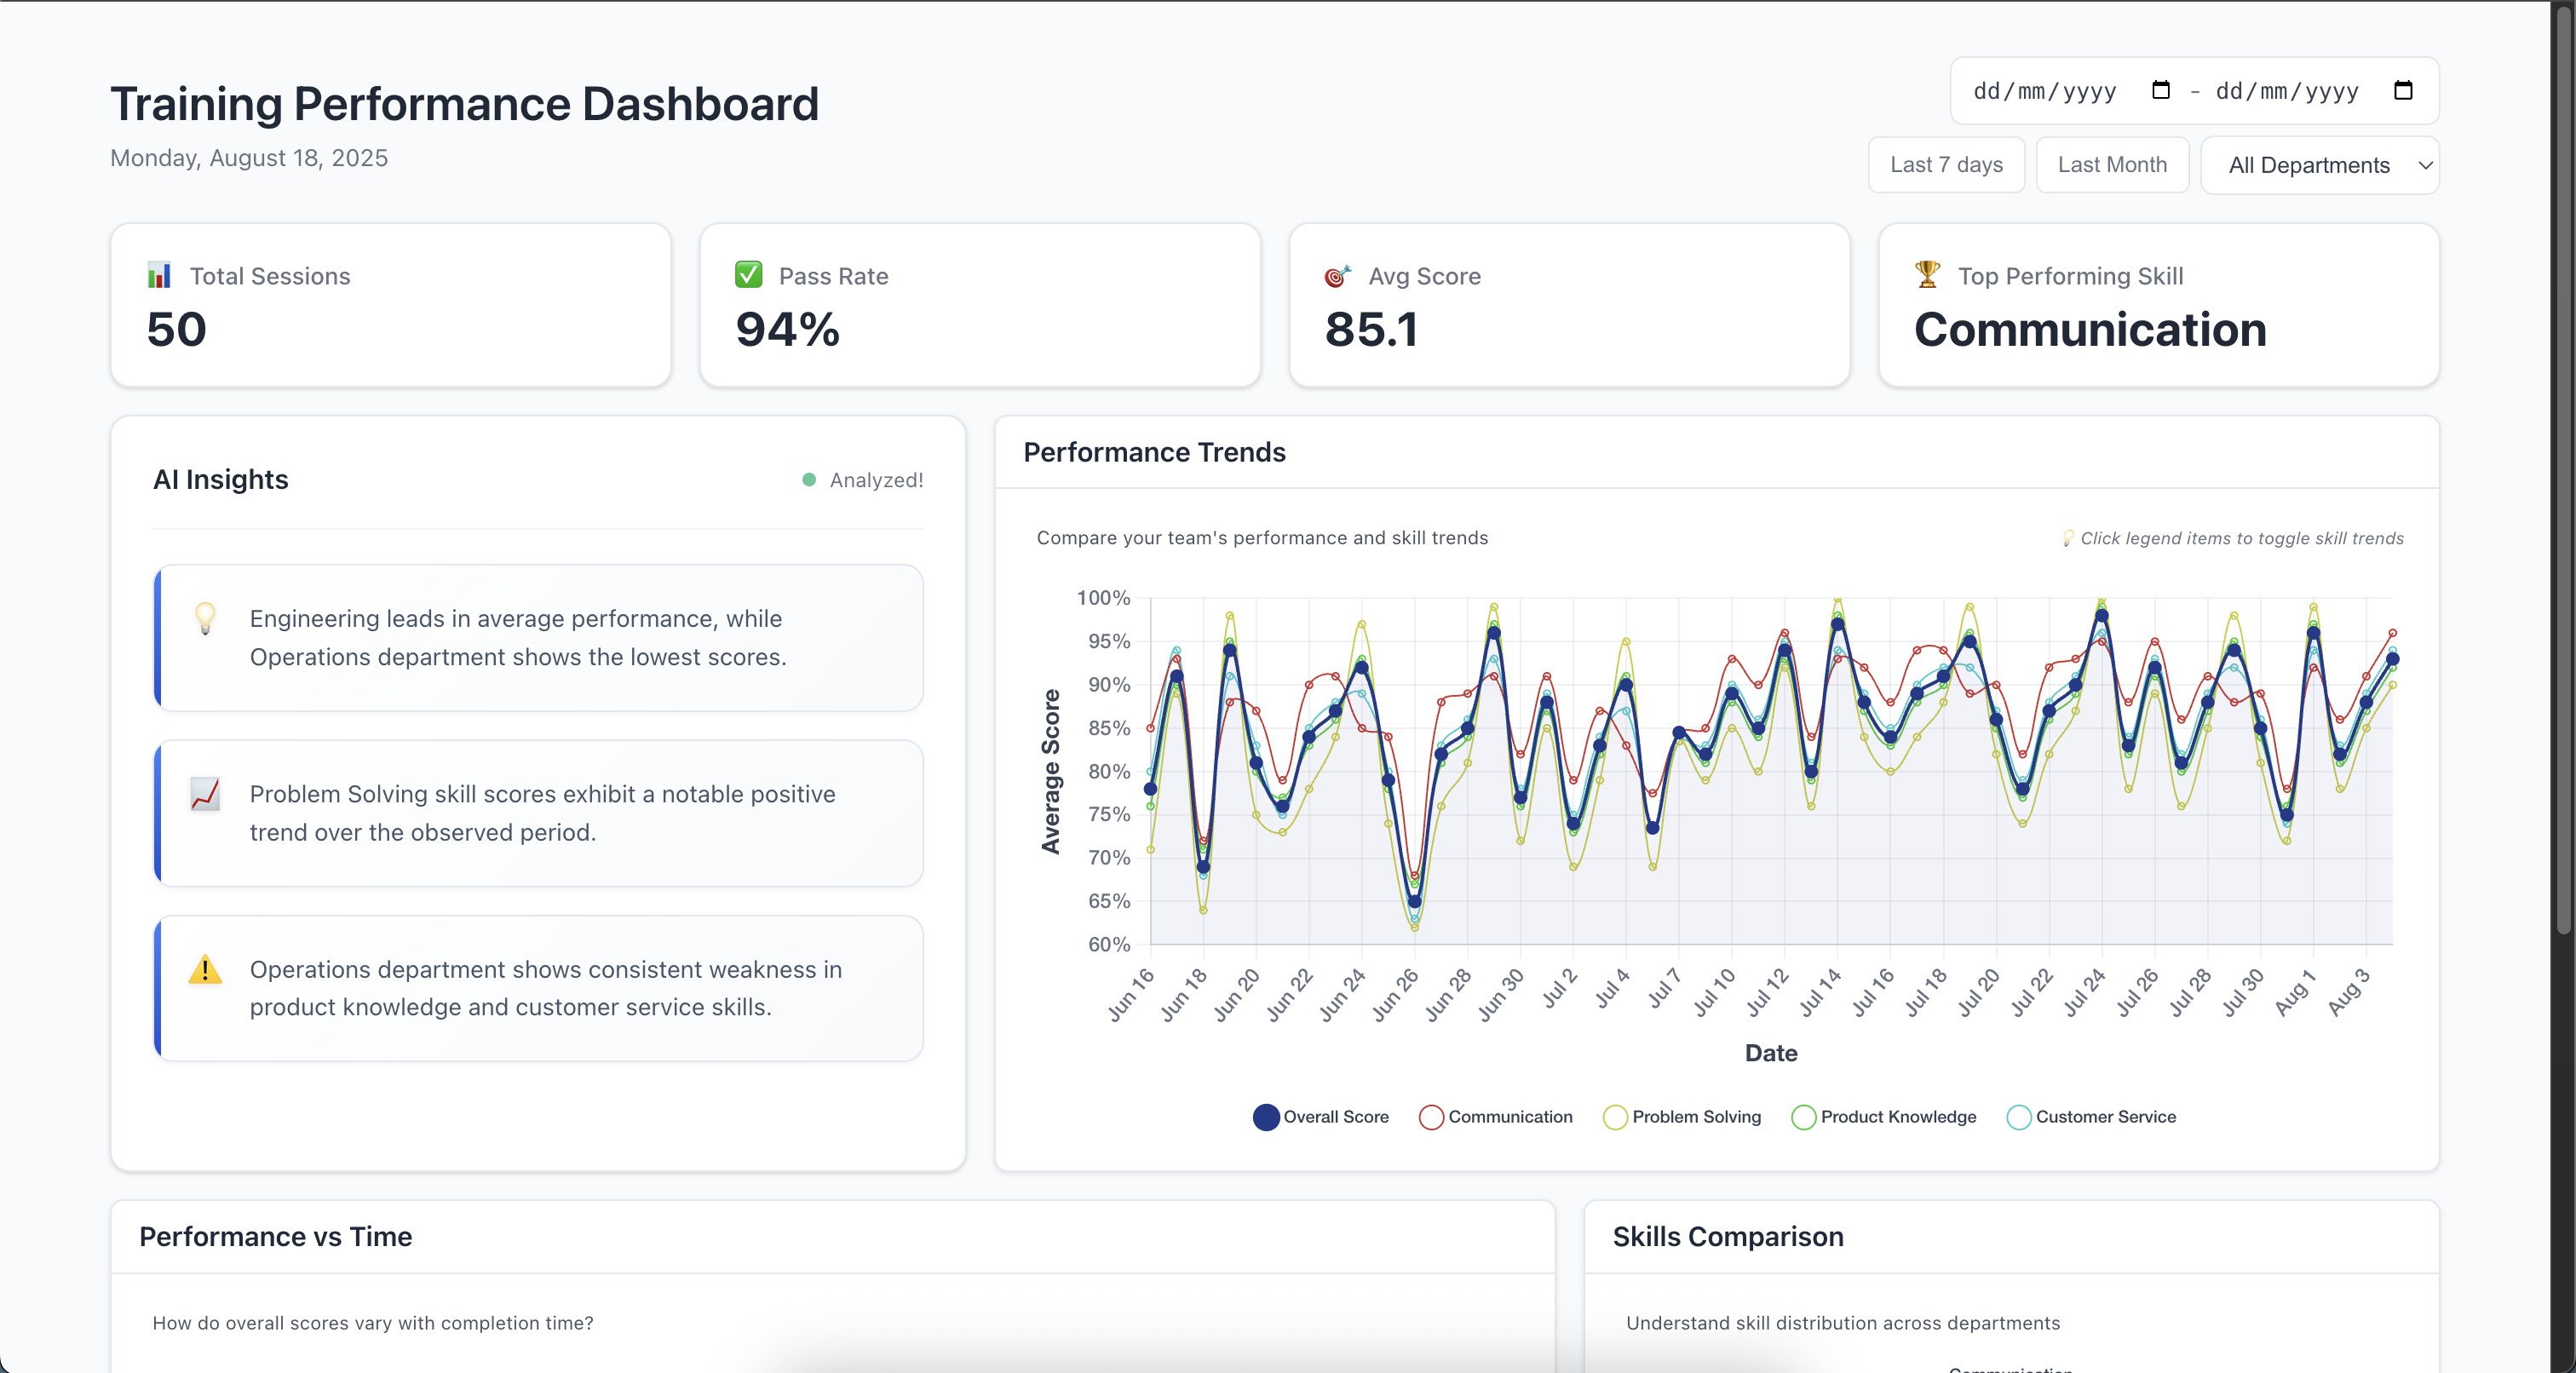 Training Performance Dashboard
Monday, August 18, 2025
dd/mm/yyyy - dd/mm/yyyy
Last 7 days
Last Month
All Departments
Total Sessions
50
Pass Rate
94%
Avg Score
85.1
Top Performing Skill
Communication
AI Insights
Analyzed!
Engineering leads in average performance, while
Operations department shows the lowest scores.
Problem Solving skill scores exhibit a notable positive
trend over the observed period.
Operations department shows consistent weakness in
product knowledge and customer service skills.
Performance Trends
Compare your team's performance and skill trends
Click legend items to toggle skill trends
Average Score
100%
95%
90%
85%
80%
75%
70%
65%
60%
Jun 16
Jun 18
Jun 20
Jun 22
Jun 24
Jun 26
Jun 28
Jun 30
Jul 2
Jul 4
Jul 7
Jul 10
Jul 12
Jul 14
Jul 16
Jul 18
Jul 20
Jul 22
Jul 24
Jul 26
Jul 28
Jul 30
Aug 1
Aug 3
Date
Overall Score
Communication
Problem Solving
Product Knowledge
Customer Service
Performance vs Time
How do overall scores vary with completion time?
Skills Comparison
Understand skill distribution across departments